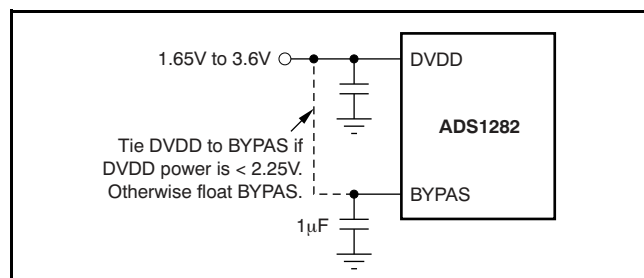 1.65V to 3.6V
DVDD
ADS1282
Tie DVDD to BYPAS if
DVDD power is < 2.25V.
Otherwise float BYPAS.
BYPAS
1μF